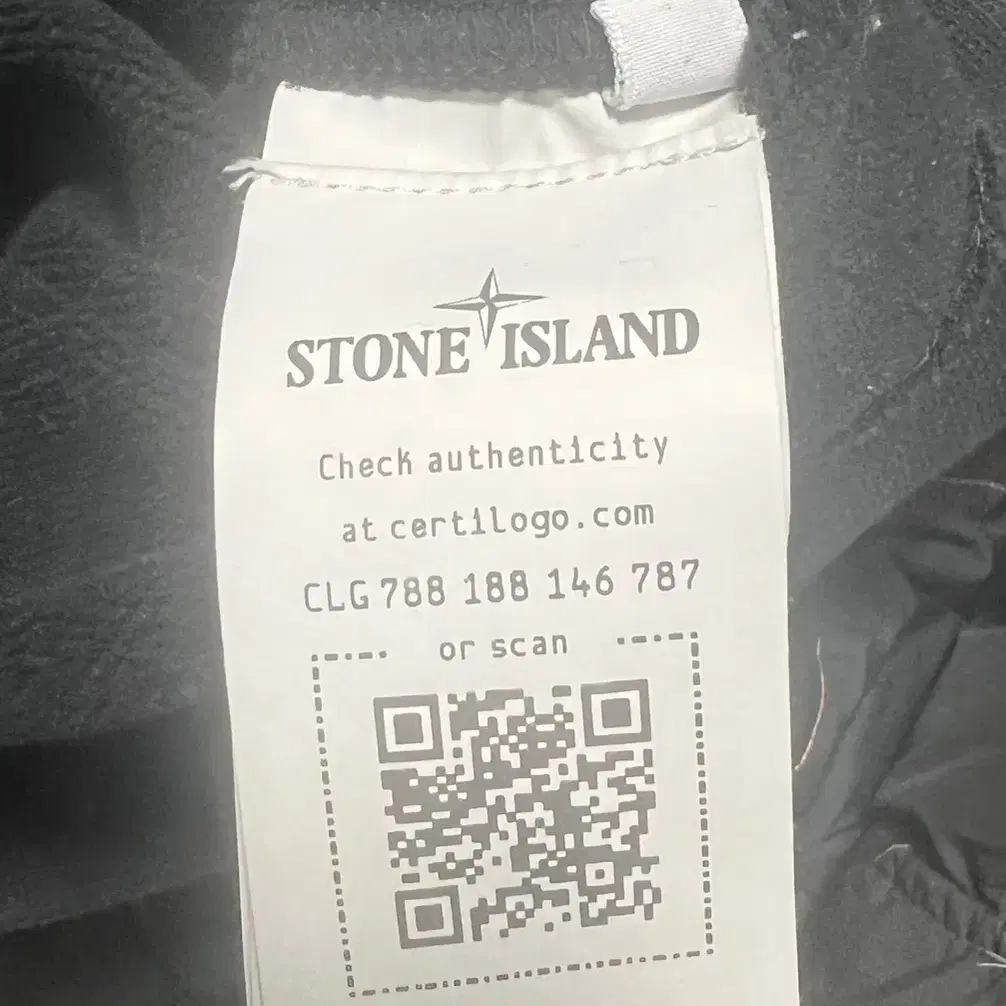 STONE ISLAND
Check authenticity
at certilogo.com
CLG 788 188 146 787
or scan